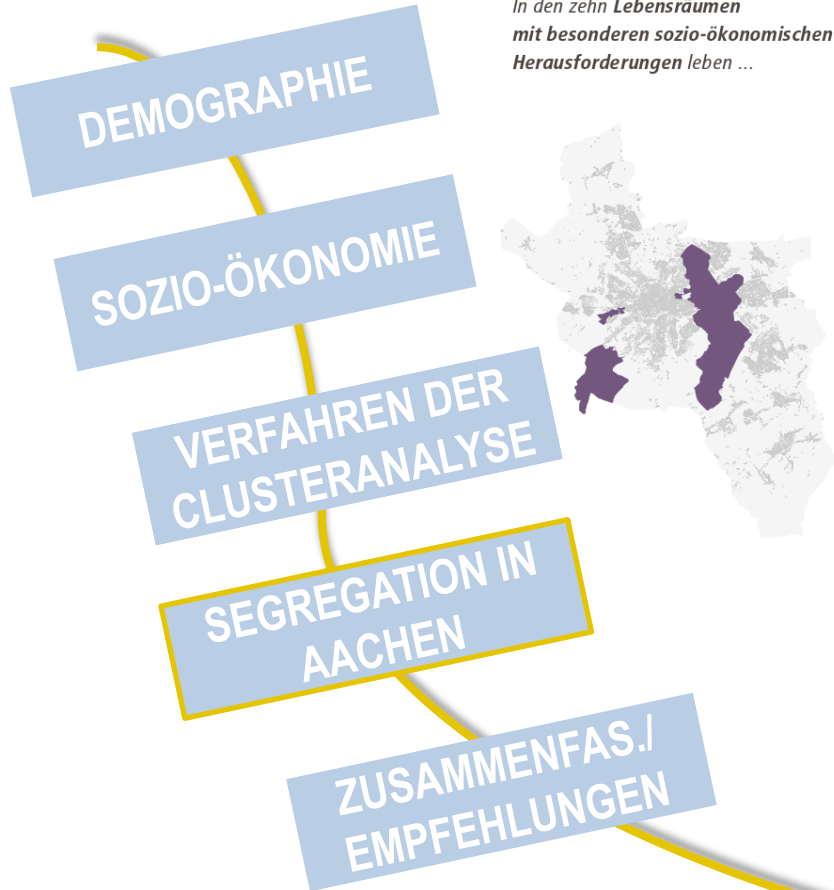 In den zehn Lebensräumen
mit besonderen sozio-ökonomischen
Herausforderungen leben ...
DEMOGRAPHIE
SOZIO-ÖKONOMIE
VERFAHREN DER
CLUSTERANALYSE
SEGREGATION IN
AACHEN
ZUSAMMENFAS./
EMPFEHLUNGEN